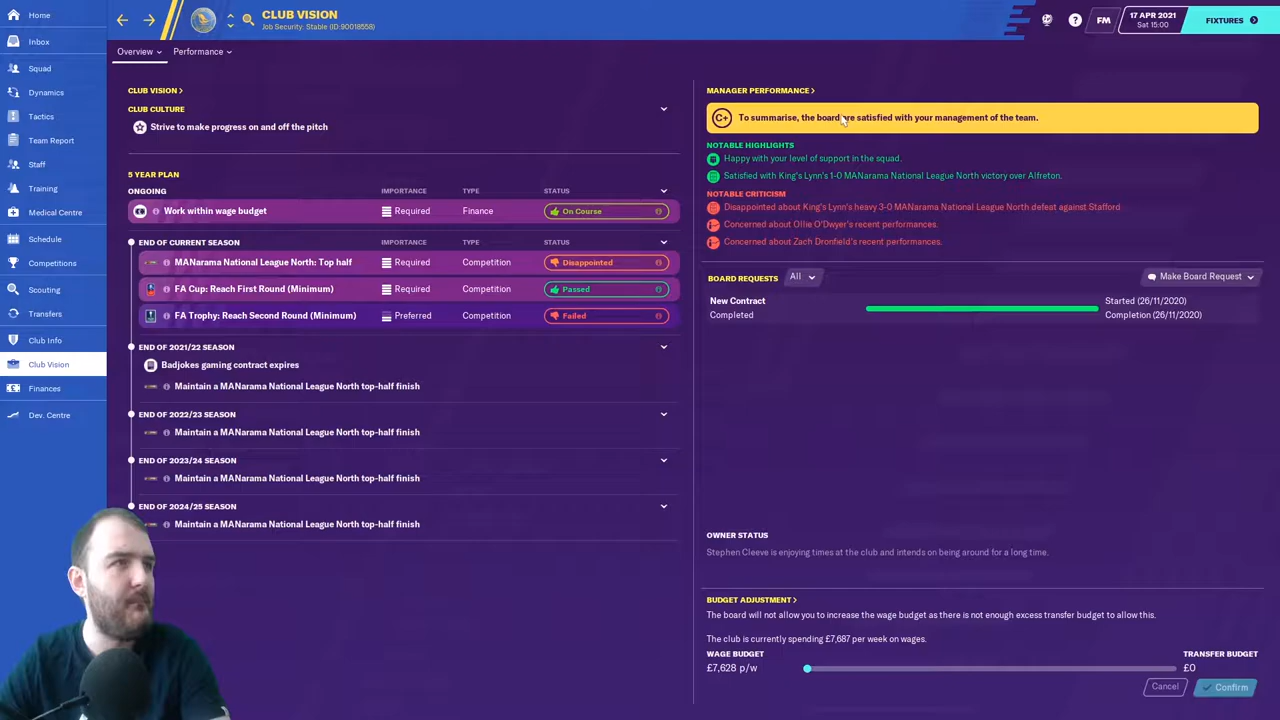 Home
Inbox
Squad
Dynamics
Tactics
Team Report
Staff
Training
Medical Centre
Schedule
Competitions
Scouting
Transfers
Club Info
Club Vision
Finances
Dev. Centre
CLUB VISION
Job Security: Stable (ID:90018558)
FM
17 APR 2021
Sat 15:00
FIXTURES
Overview
Performance
CLUB VISION
CLUB CULTURE
Strive to make progress on and off the pitch
5 YEAR PLAN
ONGOING IMPORTANCE TYPE STATUS
Work within wage budget Required Finance On Course
END OF CURRENT SEASON IMPORTANCE TYPE STATUS
MANarama National League North: Top half Required Competition Disappointed
FA Cup: Reach First Round (Minimum) Required Competition Passed
FA Trophy: Reach Second Round (Minimum) Preferred Competition Failed
END OF 2021/22 SEASON
Badjokes gaming contract expires
Maintain a MANarama National League North top-half finish
END OF 2022/23 SEASON
Maintain a MANarama National League North top-half finish
END OF 2023/24 SEASON
Maintain a MANarama National League North top-half finish
END OF 2024/25 SEASON
Maintain a MANarama National League North top-half finish
MANAGER PERFORMANCE
C+ To summarise, the board are satisfied with your management of the team.
NOTABLE HIGHLIGHTS
Happy with your level of support in the squad.
Satisfied with King's Lynn's 1-0 MANarama National League North victory over Alfreton.
NOTABLE CRITICISM
Disappointed about King's Lynn's heavy 3-0 MANarama National League North defeat against Stafford
Concerned about Ollie O'Dwyer's recent performances.
Concerned about Zach Dronfield's recent performances.
BOARD REQUESTS All Make Board Request
New Contract Started (26/11/2020)
Completed Completion (26/11/2020)
OWNER STATUS
Stephen Cleeve is enjoying times at the club and intends on being around for a long time.
BUDGET ADJUSTMENT
The board will not allow you to increase the wage budget as there is not enough excess transfer budget to allow this.
The club is currently spending £7,687 per week on wages.
WAGE BUDGET TRANSFER BUDGET
£7,628 p/w £0
Cancel Confirm